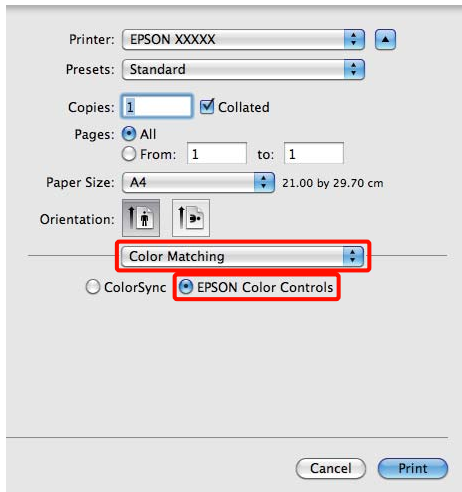 Printer: EPSON XXXXX
Presets: Standard
Copies: 1 Collated
Pages: All
From: 1 to: 1
Paper Size: A4 21.00 by 29.70 cm
Orientation:
Color Matching
ColorSync EPSON Color Controls
Cancel Print